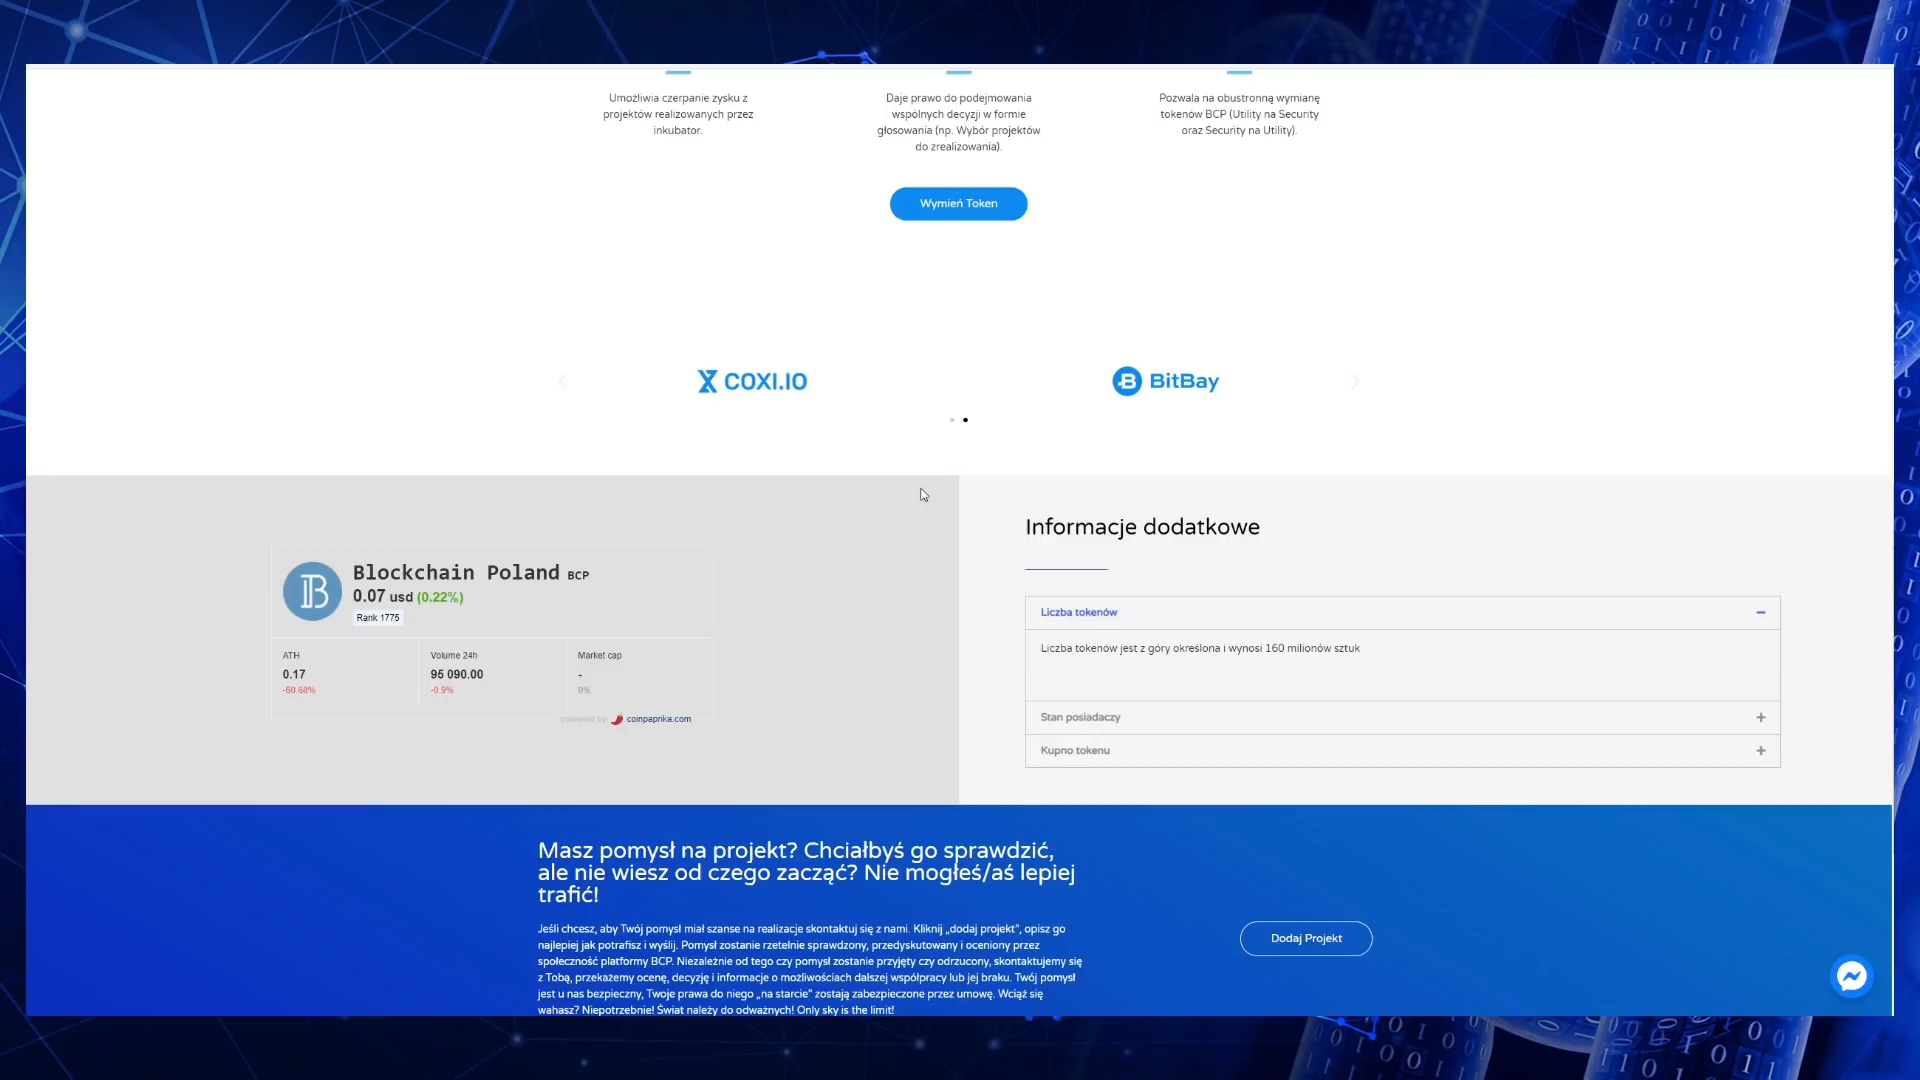 Umożliwia czerpanie zysku z
projektów realizowanych przez
inkubator.
Daje prawo do podejmowania
wspólnych decyzji w formie
głosowania (np. Wybór projektów
do zrealizowania).
Pozwala na obustronną wymianę
tokenów BCP (Utility na Security
oraz Security na Utility).
Wymień Token
COXI.IO
BitBay
Blockchain Poland BCP
0.07 usd (0.22%)
Rank 1775
ATH
0.17
-60.68%
Volume 24h
95 090.00
-0.9%
Market cap
-
0%
powered by coinpaprika.com
Informacje dodatkowe
Liczba tokenów
Liczba tokenów jest z góry określona i wynosi 160 milionów sztuk
Stan posiadaczy
Kupno tokenu
Masz pomysł na projekt? Chciałbyś go sprawdzić,
ale nie wiesz od czego zacząć? Nie mogłeś/aś lepiej
trafić!
Jeśli chcesz, aby Twój pomysł miał szanse na realizacje skontaktuj się z nami. Kliknij „dodaj projekt”, opisz go
najlepiej jak potrafisz i wyślij. Pomysł zostanie rzetelnie sprawdzony, przedyskutowany i oceniony przez
społeczność platformy BCP. Niezależnie od tego czy pomysł zostanie przyjęty czy odrzucony, skontaktujemy się
z Tobą, przekażemy ocenę, decyzję i informacje o możliwościach dalszej współpracy lub jej braku. Twój pomysł
jest u nas bezpieczny, Twoje prawa do niego „na starcie” zostają zabezpieczone przez umowę. Wciąż się
wahasz? Niepotrzebnie! Świat należy do odważnych! Only sky is the limit!
Dodaj Projekt